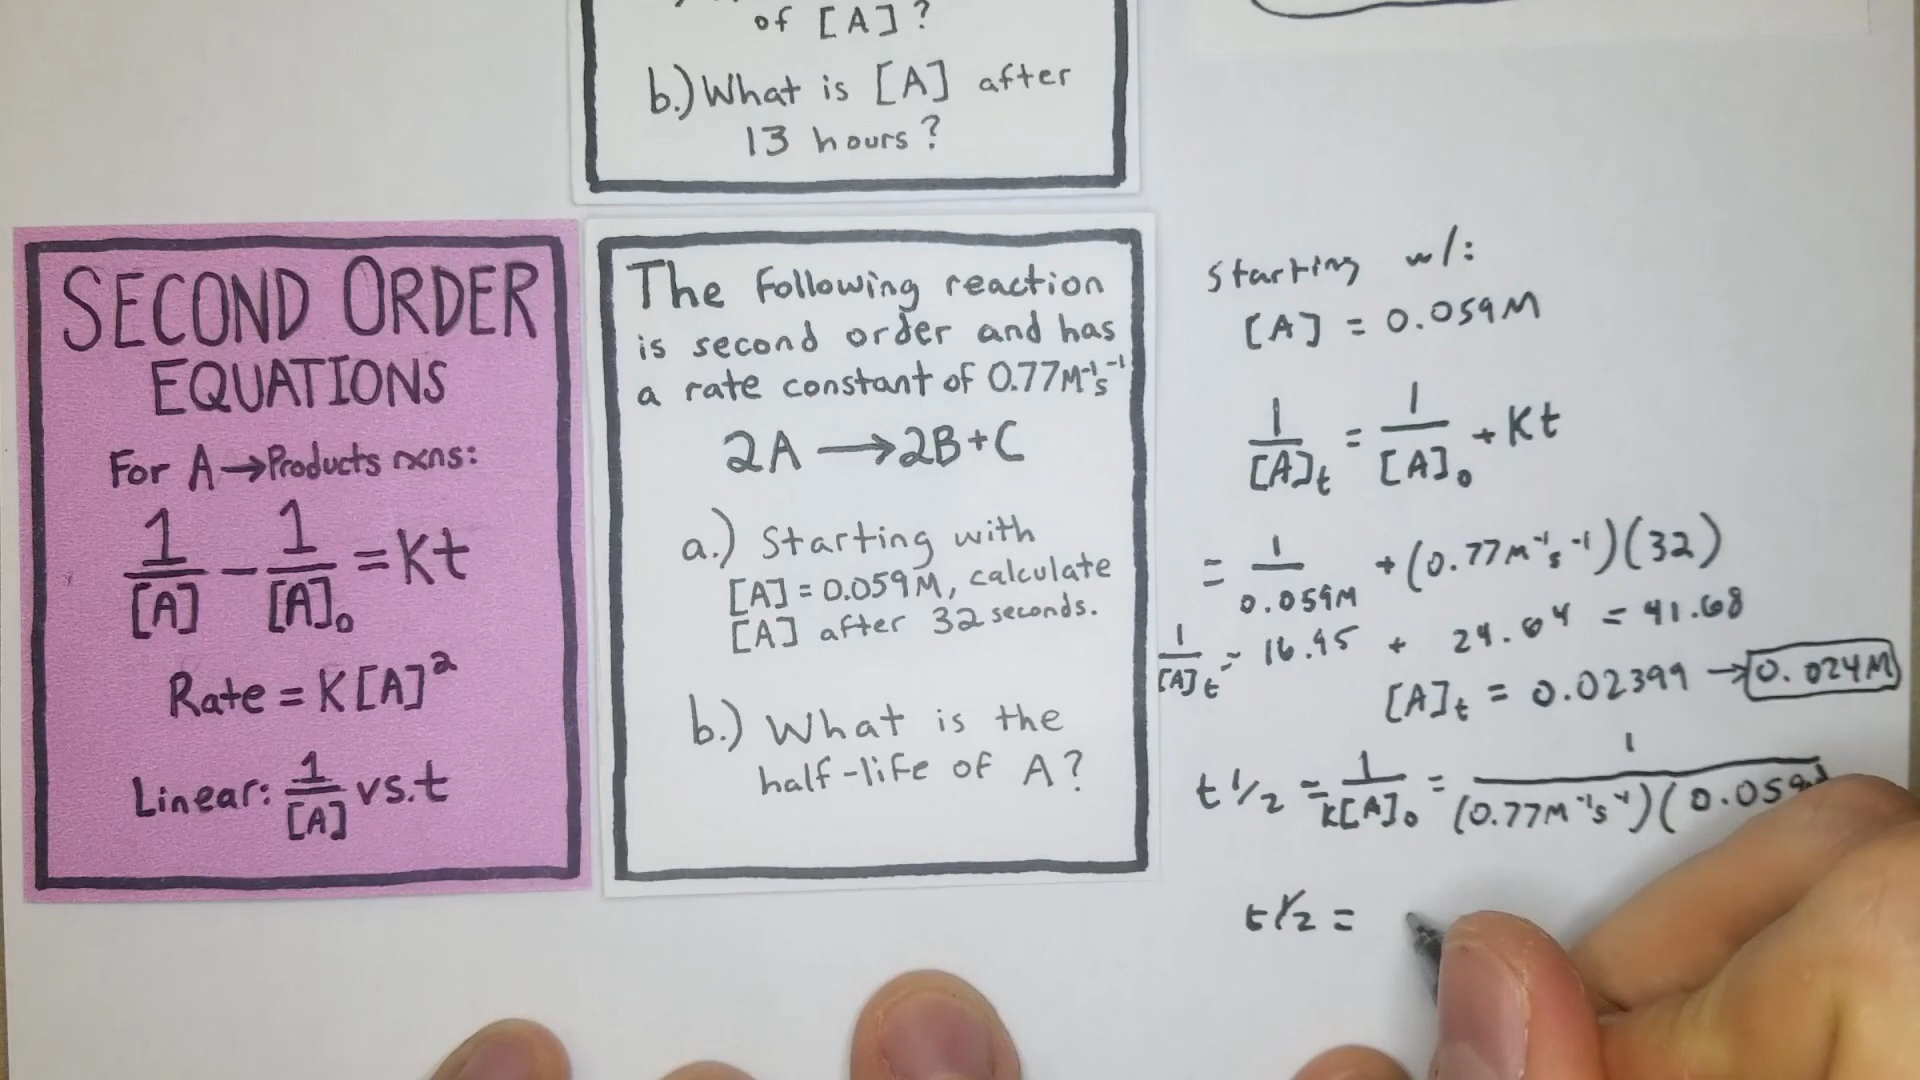 of [A]?
b.) What is [A] after
13 hours?
SECOND ORDER
EQUATIONS
For A→Products rxns:
1/[A] - 1/[A]₀ = Kt
Rate = K[A]²
Linear: 1/[A] vs. t
The following reaction
is second order and has
a rate constant of 0.77M⁻¹s⁻¹
2A → 2B+C
a.) Starting with
[A] = 0.059M, calculate
[A] after 32 seconds.
b.) What is the
half-life of A?
Starting w/:
[A] = 0.059M
1/[A]ₜ = 1/[A]₀ + Kt
= 1/0.059M + (0.77M⁻¹s⁻¹)(32)
1/[A]ₜ = 16.95 + 24.64 = 41.68
[A]ₜ = 0.02399 → 0.024M
t 1/2 = 1/K[A]₀ = 1/(0.77M⁻¹s⁻¹)(0.059
t 1/2 =